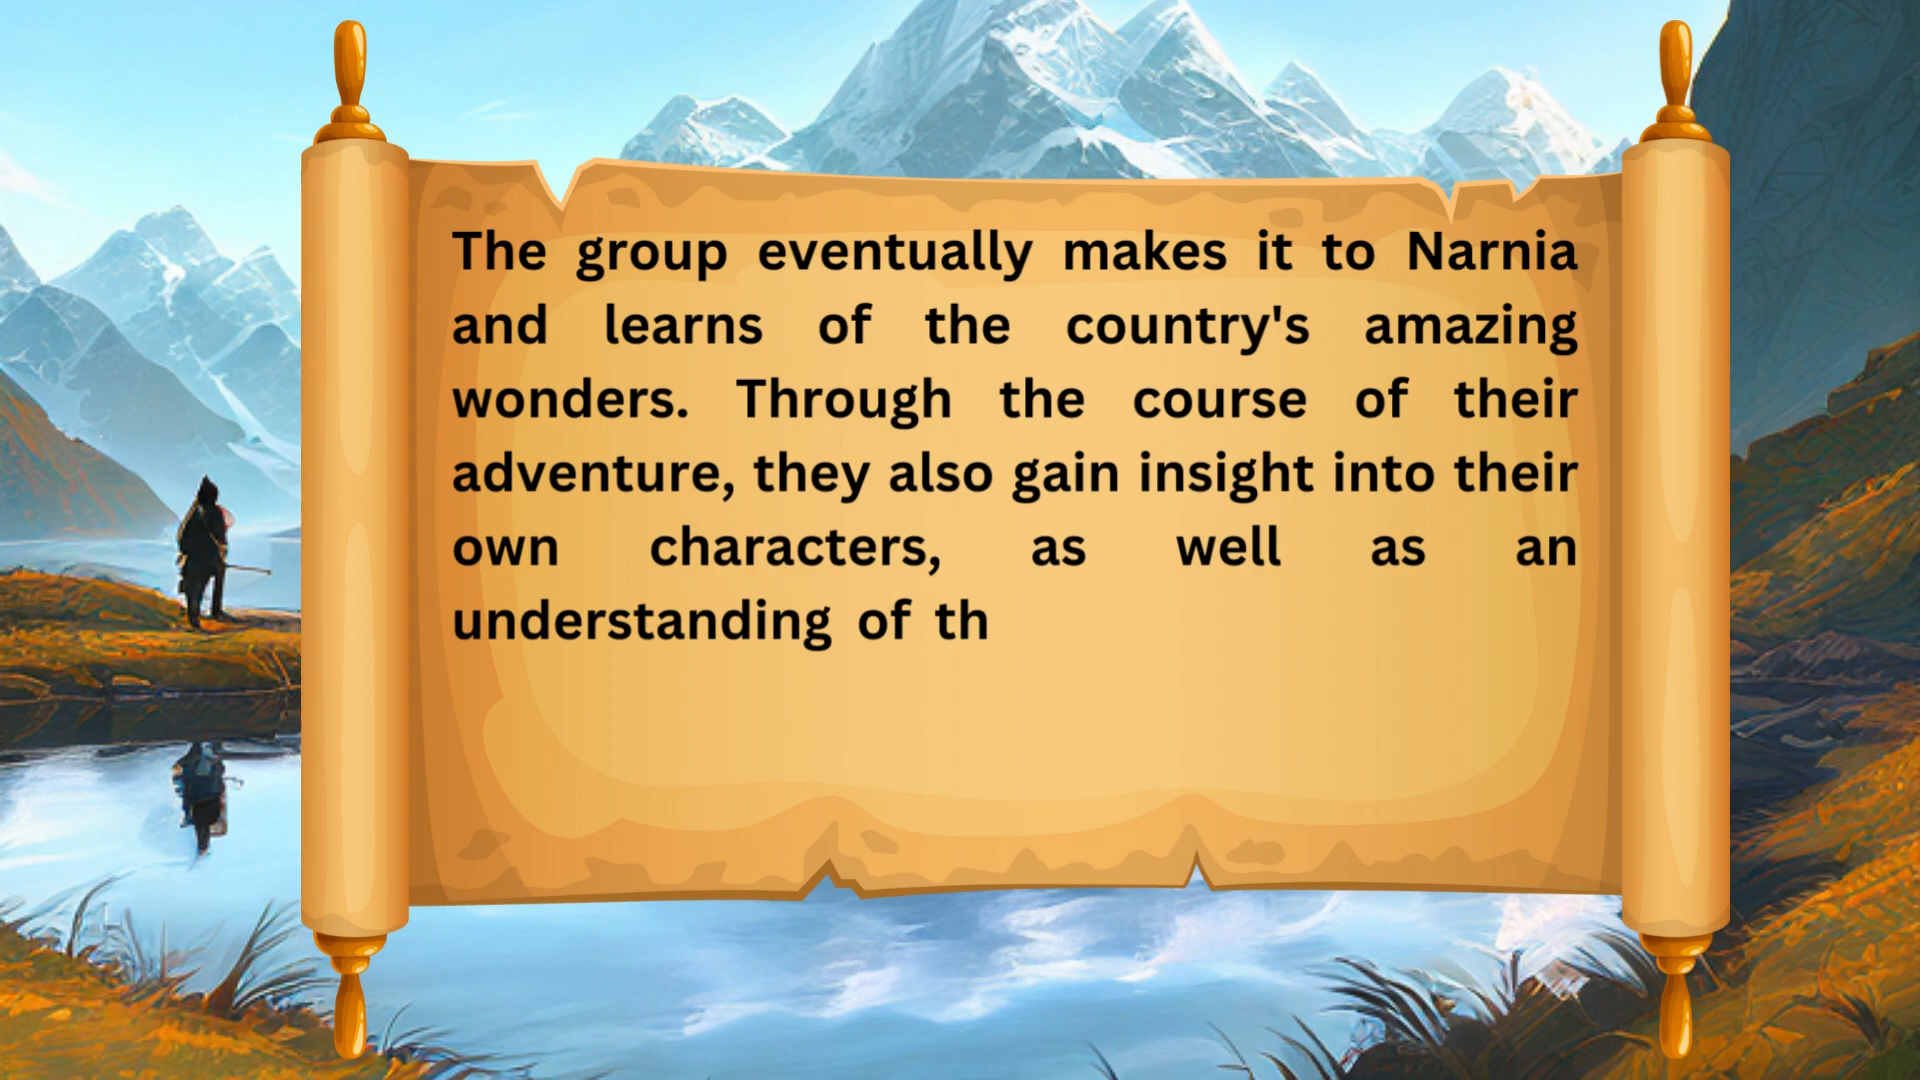 The group eventually makes it to Narnia
and learns of the country's amazing
wonders. Through the course of their
adventure, they also gain insight into their
own characters, as well as an
understanding of th